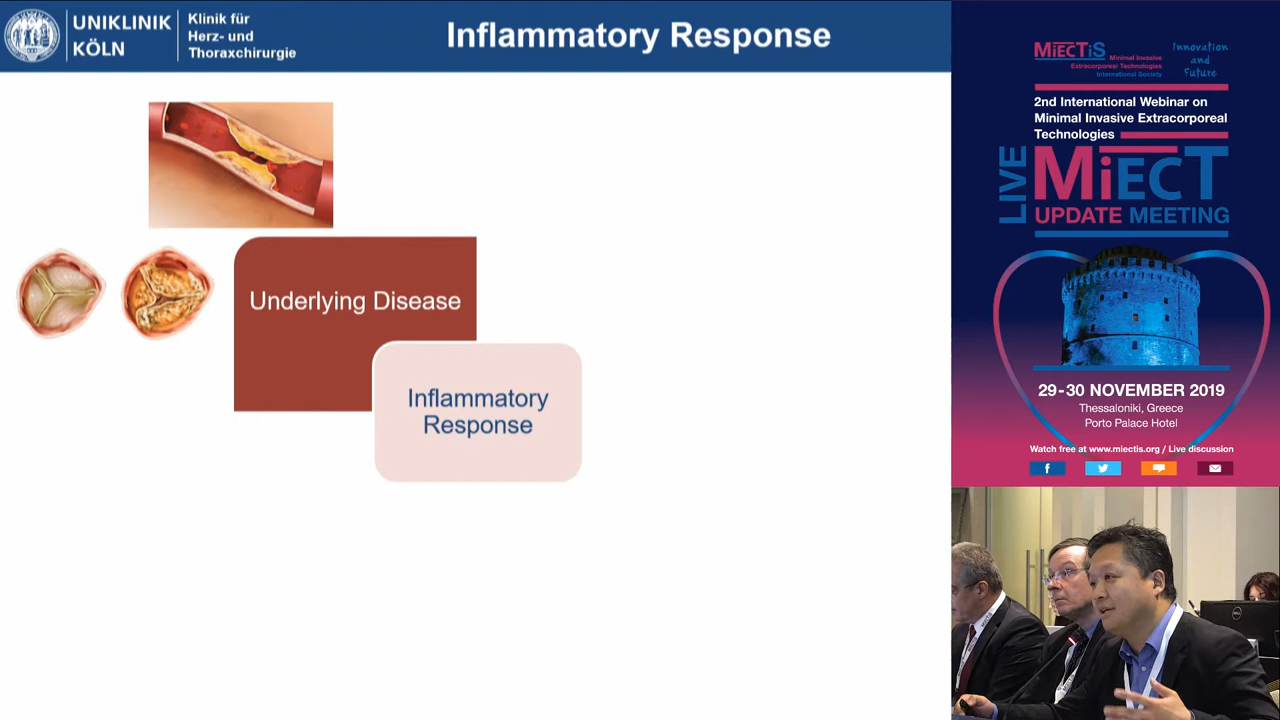 UNIKLINIK
KÖLN
Klinik für
Herz- und
Thoraxchirurgie
Inflammatory Response
Underlying Disease
Inflammatory
Response
MiECTiS
Minimal Invasive
Extracorporeal Technologies
International Society
Innovation
and
Future
2nd International Webinar on
Minimal Invasive Extracorporeal
Technologies
LIVE
MiECT
UPDATE MEETING
29-30 NOVEMBER 2019
Thessaloniki, Greece
Porto Palace Hotel
Watch free at www.miectis.org / Live discussion
f